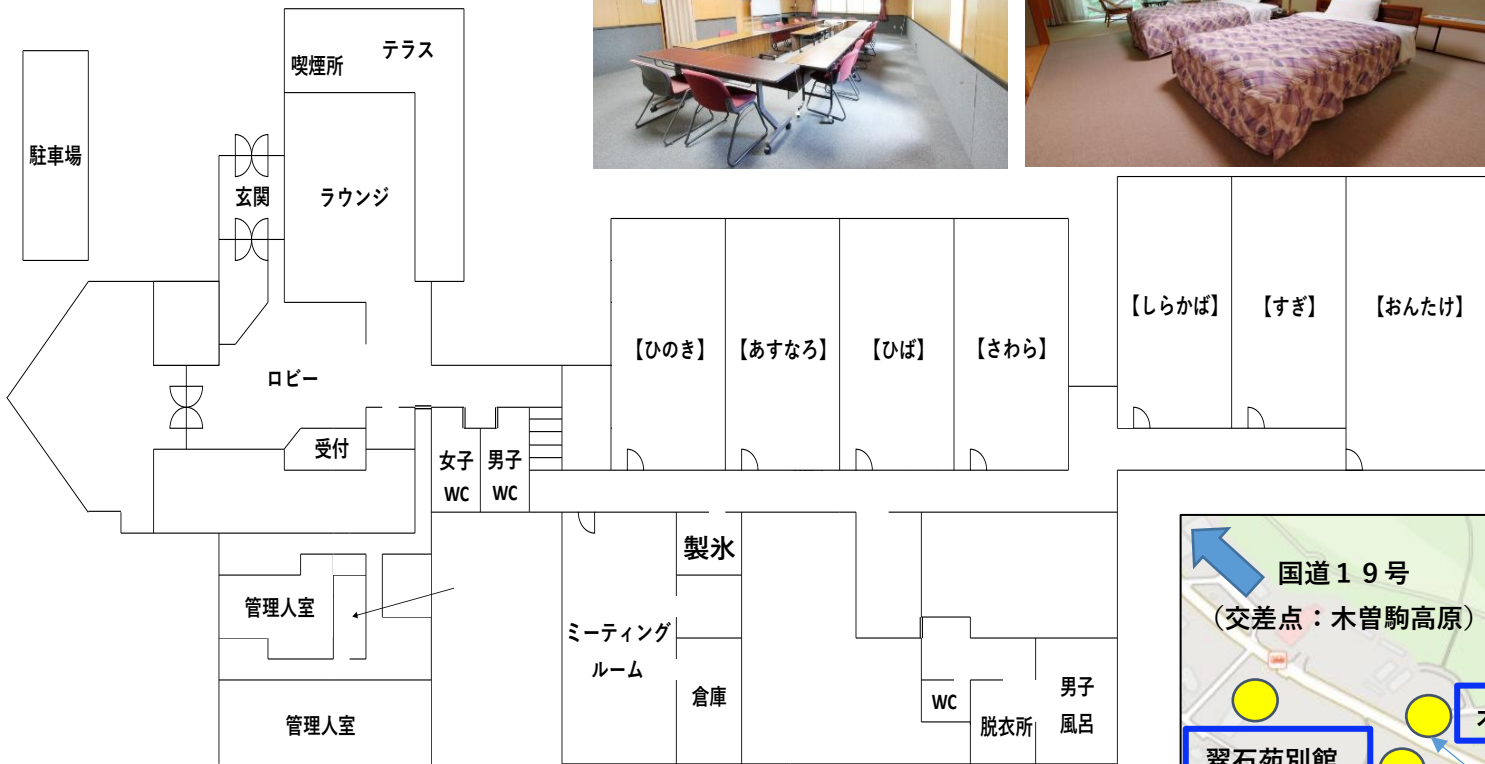 喫煙所
テラス
駐車場
玄関
ラウンジ
【ひのき】
【あすなろ】
【ひば】
【さわら】
【しらかば】
【すぎ】
【おんたけ】
ロビー
受付
女子
WC
男子
WC
製氷
管理人室
ミーティング
ルーム
倉庫
管理人室
WC
脱衣所
男子
風呂
国道19号
(交差点:木曽駒高原)
翠石苑別館